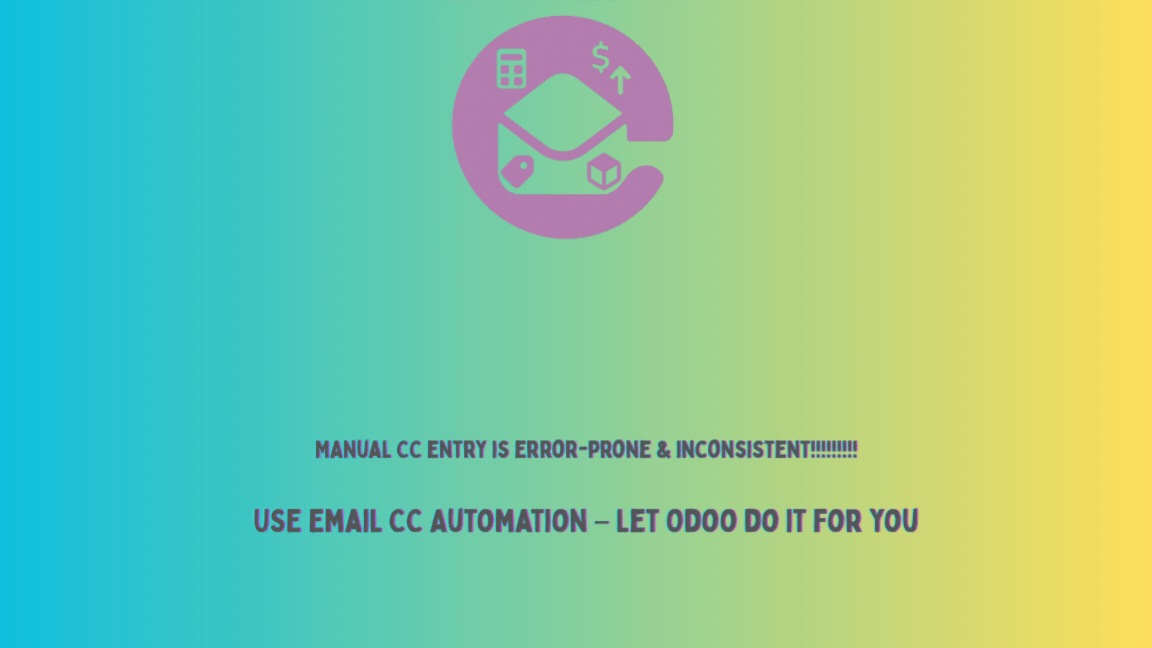 $
MANUAL CC ENTRY IS ERROR-PRONE & INCONSISTENT!!!!!!!!!
USE EMAIL CC AUTOMATION – LET ODOO DO IT FOR YOU